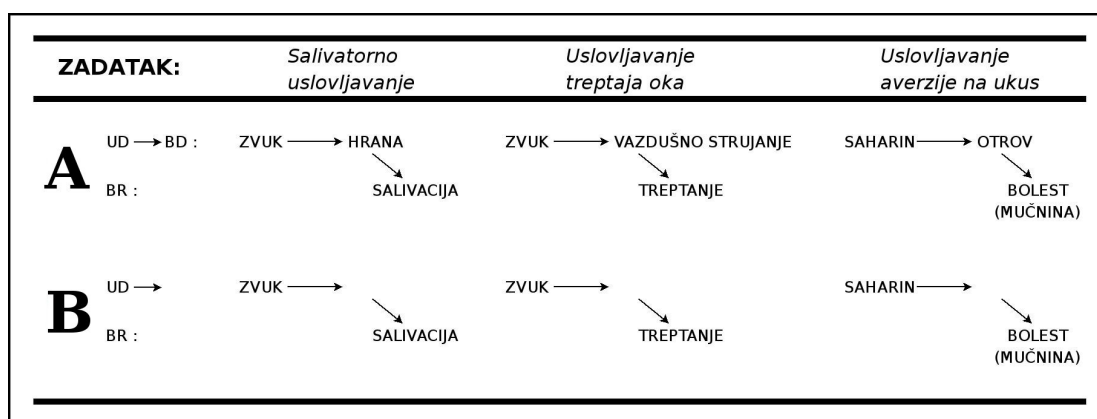 ZADATAK:
Salivatorno
uslovljavanje
Uslovljavanje
treptaja oka
Uslovljavanje
averzije na ukus
A
UD → BD : ZVUK → HRANA ZVUK → VAZDUŠNO STRUJANJE SAHARIN → OTROV
BR : SALIVACIJA TREPTANJE BOLEST
(MUČNINA)
B
UD → ZVUK → ZVUK → SAHARIN →
BR : SALIVACIJA TREPTANJE BOLEST
(MUČNINA)